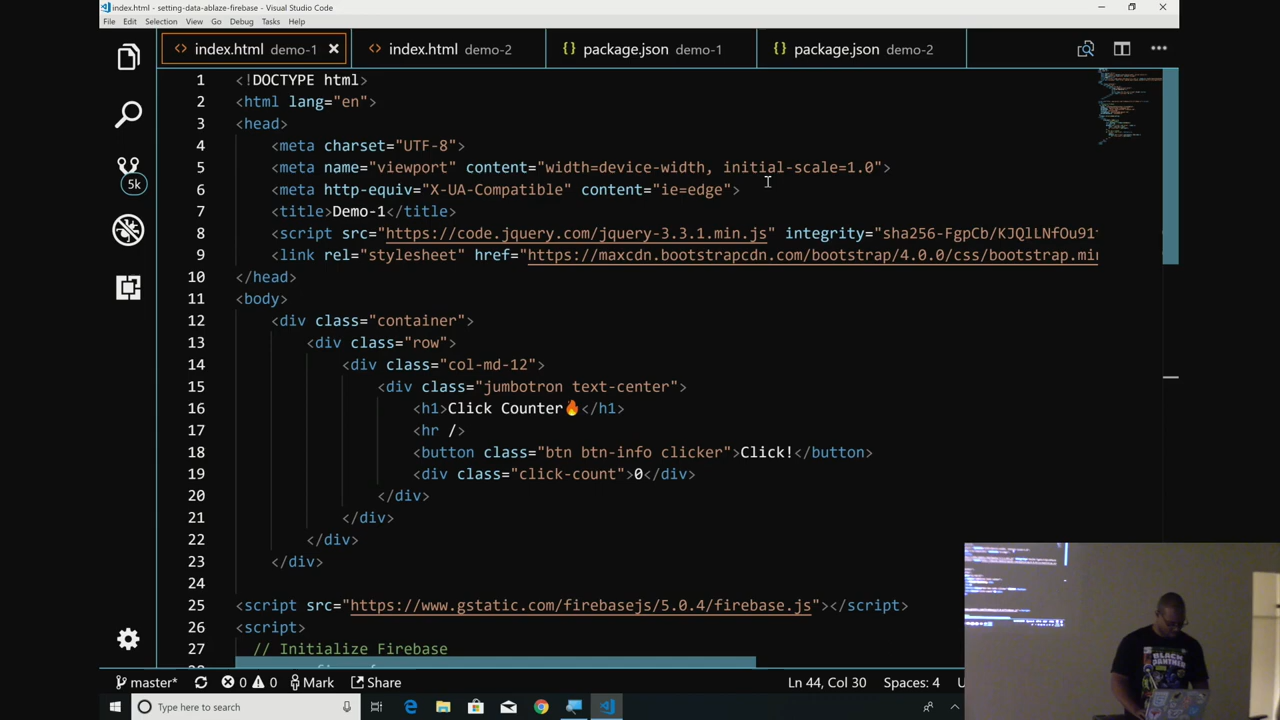 index.html - setting-data-ablaze-firebase - Visual Studio Code
File Edit Selection View Go Debug Tasks Help
<> index.html demo-1 × <> index.html demo-2 {} package.json demo-1 {} package.json demo-2 •••
1 <!DOCTYPE html>
2 <html lang="en">
3 <head>
4 <meta charset="UTF-8">
5 <meta name="viewport" content="width=device-width, initial-scale=1.0">
6 <meta http-equiv="X-UA-Compatible" content="ie=edge">
7 <title>Demo-1</title>
8 <script src="https://code.jquery.com/jquery-3.3.1.min.js" integrity="sha256-FgpCb/KJQlLNfOu91
9 <link rel="stylesheet" href="https://maxcdn.bootstrapcdn.com/bootstrap/4.0.0/css/bootstrap.min
10 </head>
11 <body>
12 <div class="container">
13 <div class="row">
14 <div class="col-md-12">
15 <div class="jumbotron text-center">
16 <h1>Click Counter🔥</h1>
17 <hr />
18 <button class="btn btn-info clicker">Click!</button>
19 <div class="click-count">0</div>
20 </div>
21 </div>
22 </div>
23 </div>
24
25 <script src="https://www.gstatic.com/firebasejs/5.0.4/firebase.js"></script>
26 <script>
27 // Initialize Firebase
5k
master* 0 0 Mark Share Ln 44, Col 30 Spaces: 4
Type here to search
BLACK
PANTHER